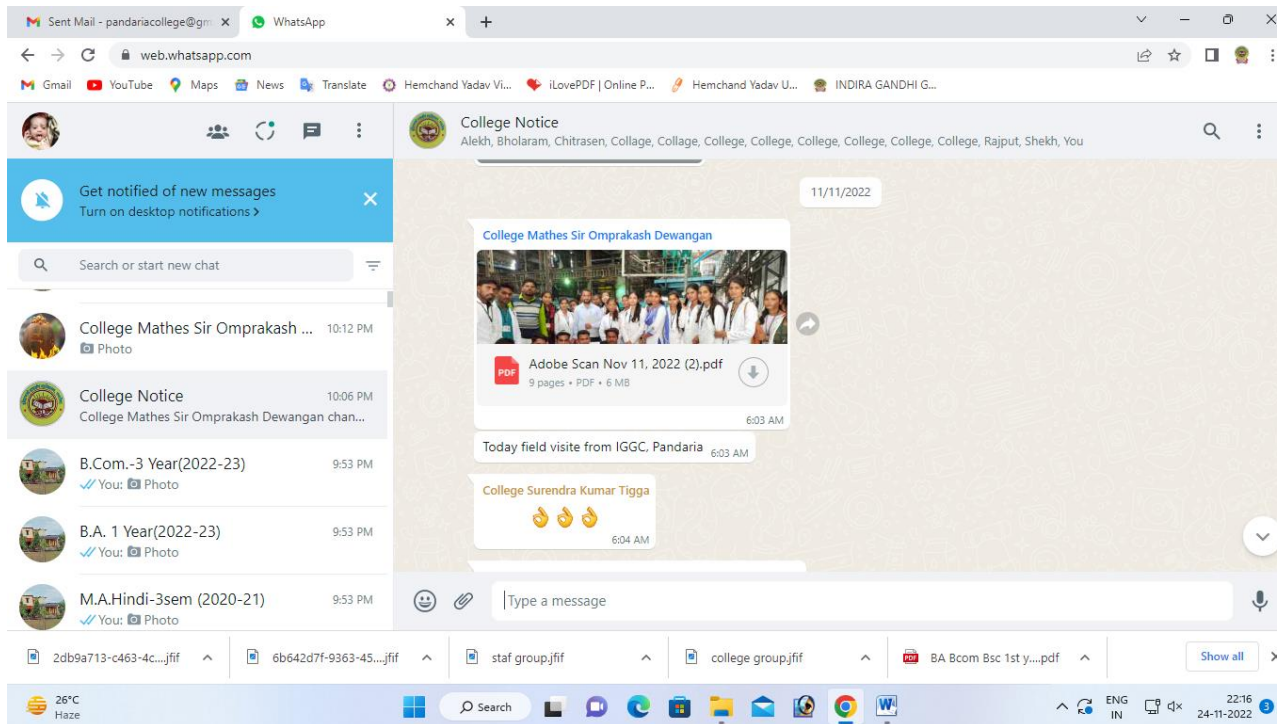 Sent Mail - pandariacollege@gm
WhatsApp
web.whatsapp.com
Gmail YouTube Maps News Translate Hemchand Yadav Vi... iLovePDF | Online P... Hemchand Yadav U... INDIRA GANDHI G...
Get notified of new messages
Turn on desktop notifications >
Search or start new chat
College Mathes Sir Omprakash ... 10:12 PM
Photo
College Notice 10:06 PM
College Mathes Sir Omprakash Dewangan chan...
B.Com.-3 Year(2022-23) 9:53 PM
You: Photo
B.A. 1 Year(2022-23) 9:53 PM
You: Photo
M.A.Hindi-3sem (2020-21) 9:53 PM
You: Photo
College Notice
Alekh, Bholaram, Chitrasen, Collage, Collage, College, College, College, College, College, College, Rajput, Shekh, You
11/11/2022
College Mathes Sir Omprakash Dewangan
PDF
Adobe Scan Nov 11, 2022 (2).pdf
9 pages • PDF • 6 MB
6:03 AM
Today field visite from IGGC, Pandaria 6:03 AM
College Surendra Kumar Tigga
👌👌👌
6:04 AM
Type a message
2db9a713-c463-4c....jfif 6b642d7f-9363-45....jfif staf group.jfif college group.jfif PDF BA Bcom Bsc 1st y....pdf Show all
26°C
Haze
Search
ENG
IN
22:16
24-11-2022
3